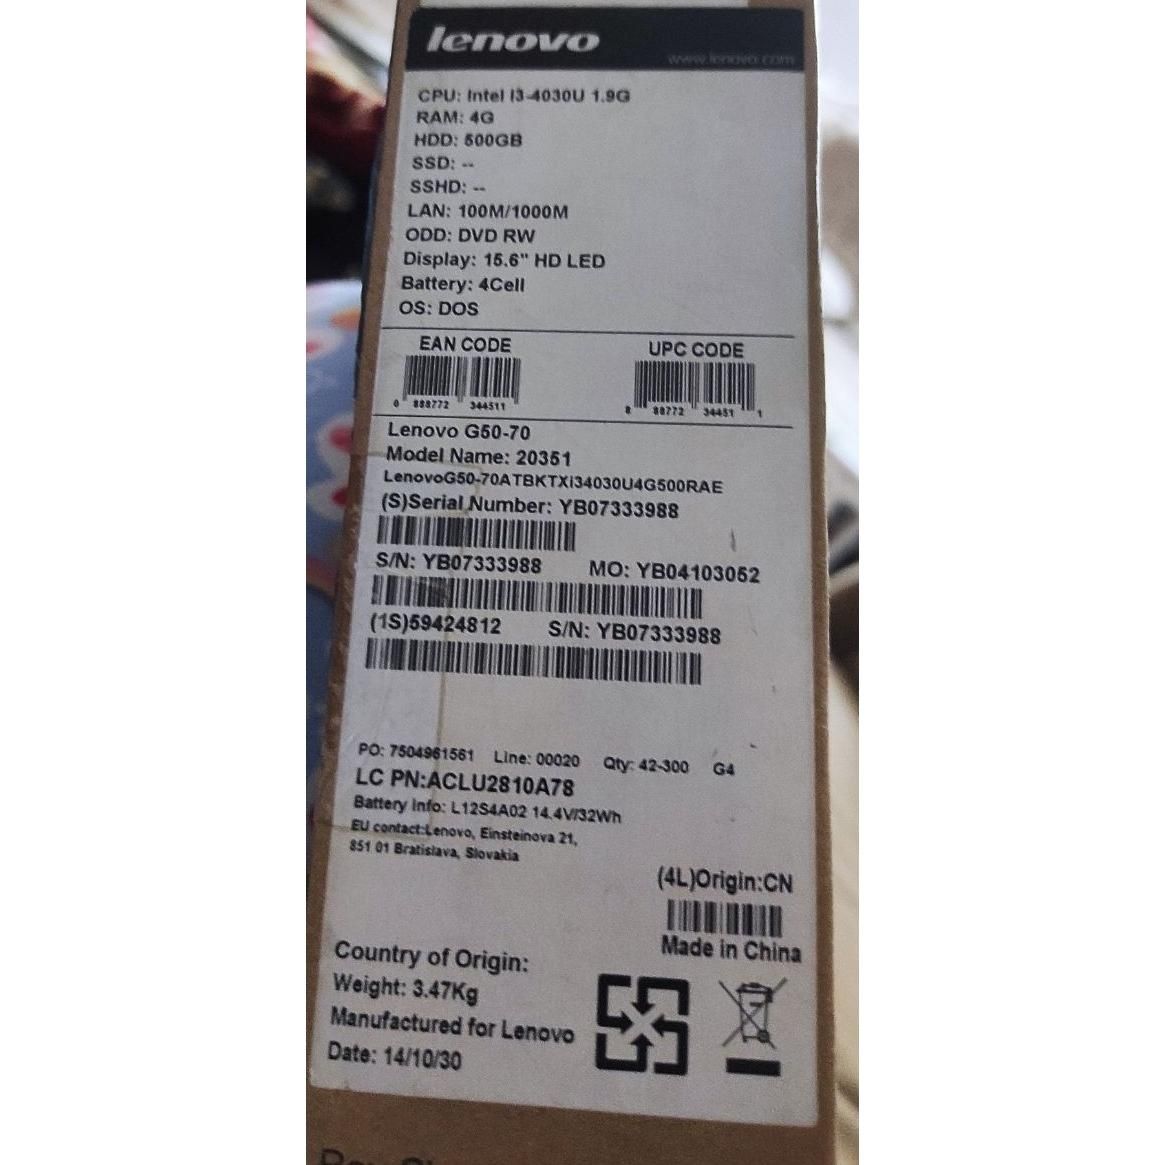 lenovo
www.lenovo.com
CPU: Intel I3-4030U 1.9G
RAM: 4G
HDD: 500GB
SSD: --
SSHD: --
LAN: 100M/1000M
ODD: DVD RW
Display: 15.6" HD LED
Battery: 4Cell
OS: DOS
EAN CODE UPC CODE
0 888772 344511 8 88772 34451 1
Lenovo G50-70
Model Name: 20351
LenovoG50-70ATBKTXi34030U4G500RAE
(S)Serial Number: YB07333988
S/N: YB07333988 MO: YB04103052
(1S)59424812 S/N: YB07333988
PO: 7504961561 Line: 00020 Qty: 42-300 G4
LC PN:ACLU2810A78
Battery Info: L12S4A02 14.4V/32Wh
EU contact:Lenovo, Einsteinova 21,
851 01 Bratislava, Slovakia
(4L)Origin:CN
Made in China
Country of Origin:
Weight: 3.47Kg
Manufactured for Lenovo
Date: 14/10/30